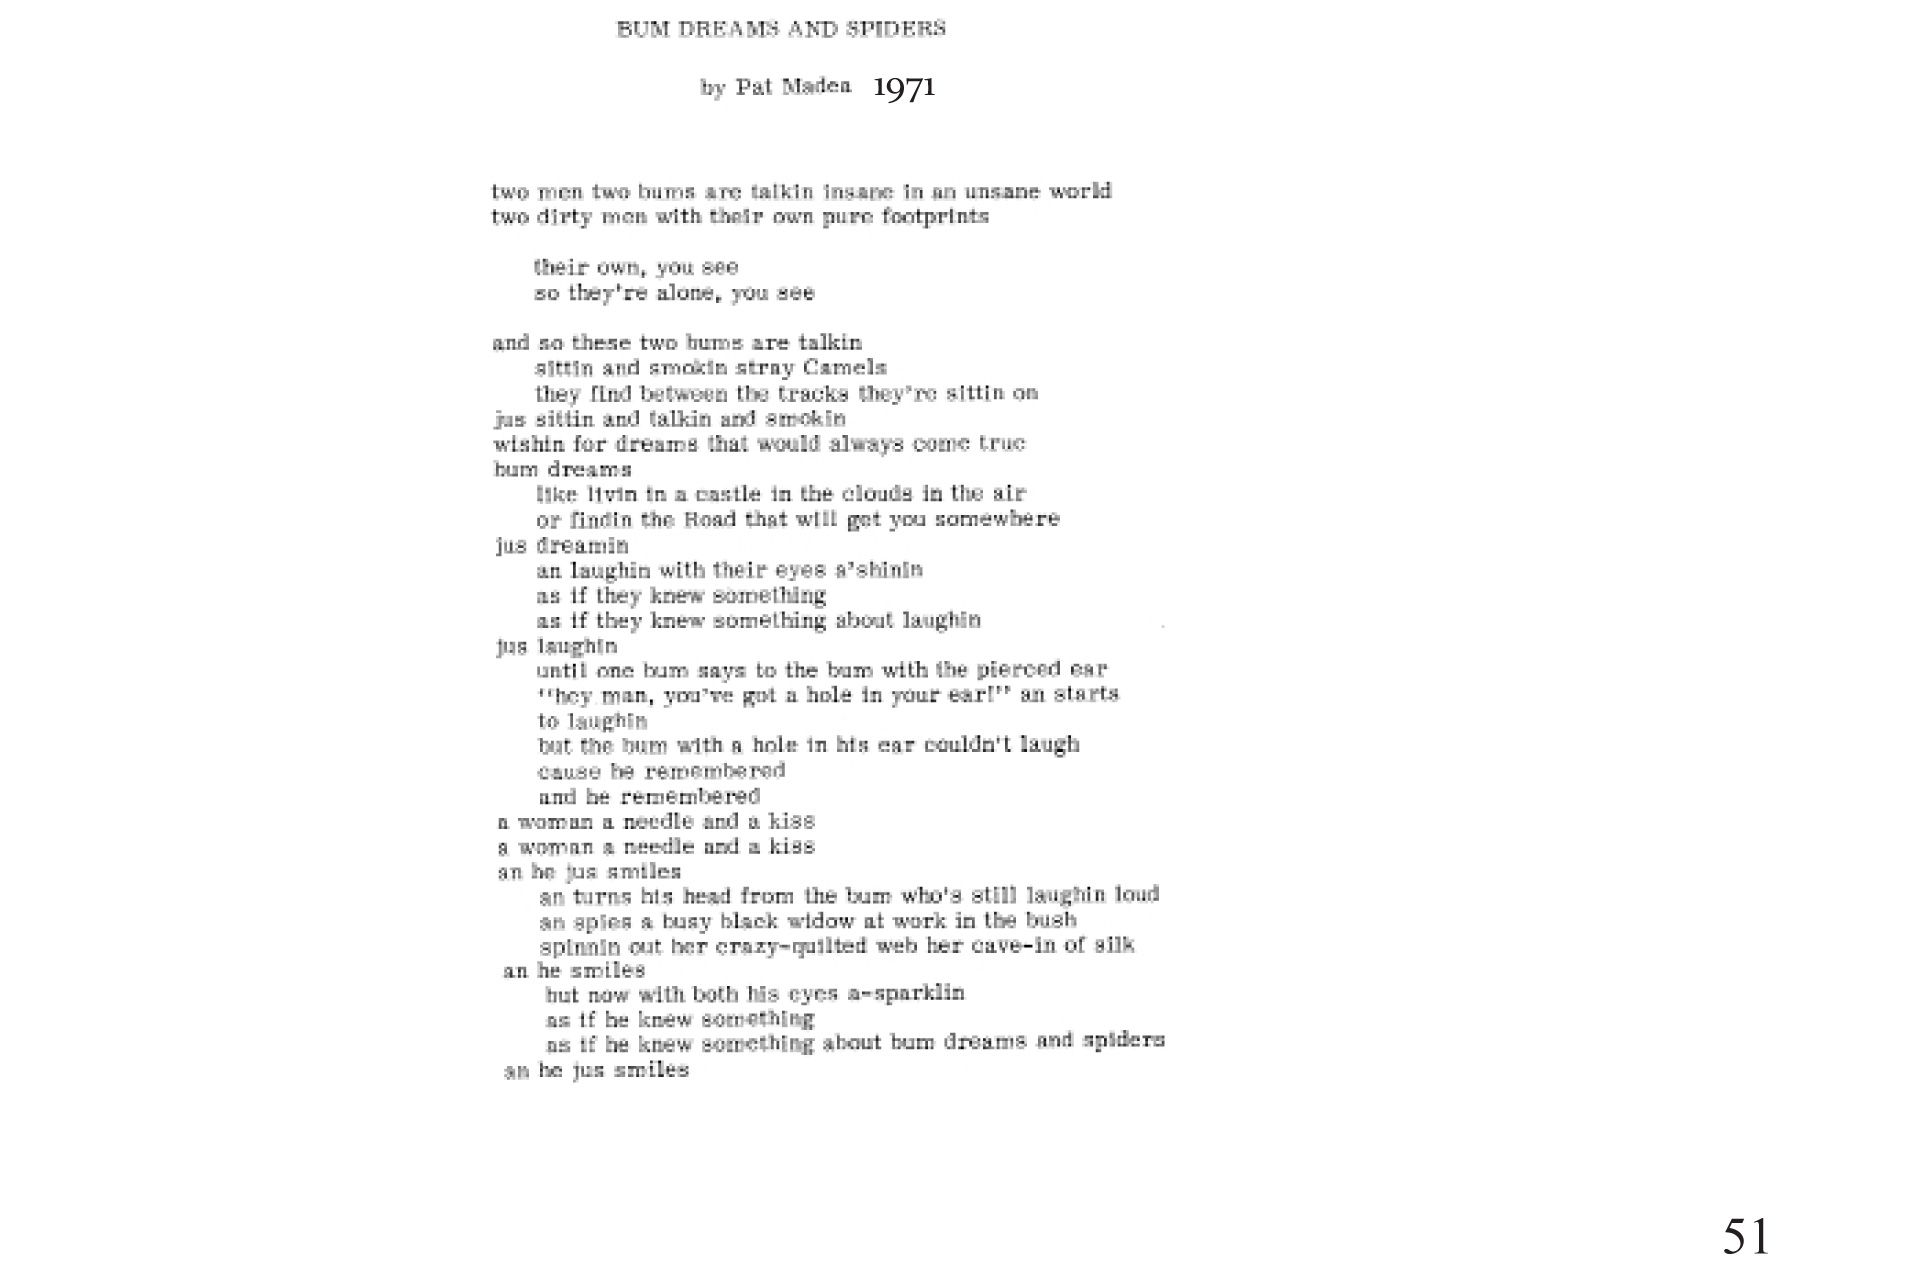 BUM DREAMS AND SPIDERS
by Pat Maden 1971
two men two bums are talkin insane in an unsane world
two dirty men with their own pure footprints
their own, you see
so they're alone, you see
and so these two bums are talkin
sittin and smokin stray Camels
they find between the tracks they're sittin on
jus sittin and talkin and smokin
wishin for dreams that would always come true
bum dreams
like livin in a castle in the clouds in the air
or findin the Road that will get you somewhere
jus dreamin
an laughin with their eyes a'shinin
as if they knew something
as if they knew something about laughin
jus laughin
until one bum says to the bum with the pierced ear
"hey man, you've got a hole in your ear!" an starts
to laughin
but the bum with a hole in his ear couldn't laugh
cause he remembered
and he remembered
a woman a needle and a kiss
a woman a needle and a kiss
an he jus smiles
an turns his head from the bum who's still laughin loud
an spies a busy black widow at work in the bush
spinnin out her crazy-quilted web her cave-in of silk
an he smiles
but now with both his eyes a-sparklin
as if he knew something
as if he knew something about bum dreams and spiders
an he jus smiles
51